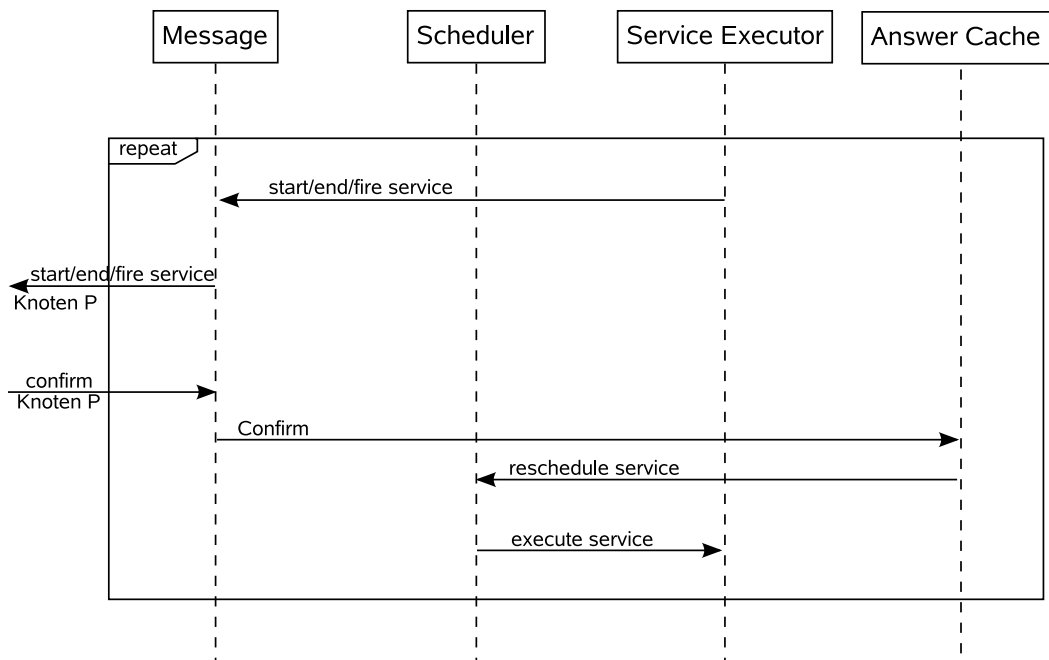 Message
Scheduler
Service Executor
Answer Cache
repeat
start/end/fire service
start/end/fire service
Knoten P
confirm
Knoten P
Confirm
reschedule service
execute service